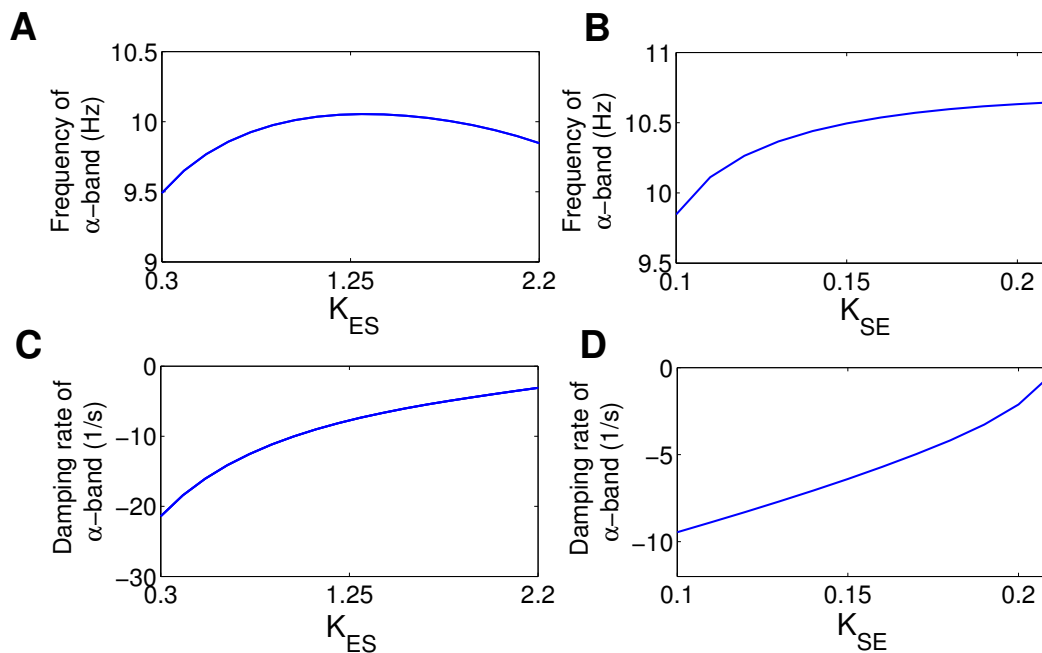 A
Frequency of
α−band (Hz)
10.5
10
9.5
9
0.3
1.25
2.2
K_ES
B
Frequency of
α−band (Hz)
11
10.5
10
9.5
0.1
0.15
0.2
K_SE
C
Damping rate of
α−band (1/s)
0
−10
−20
−30
0.3
1.25
2.2
K_ES
D
Damping rate of
α−band (1/s)
0
−5
−10
0.1
0.15
0.2
K_SE